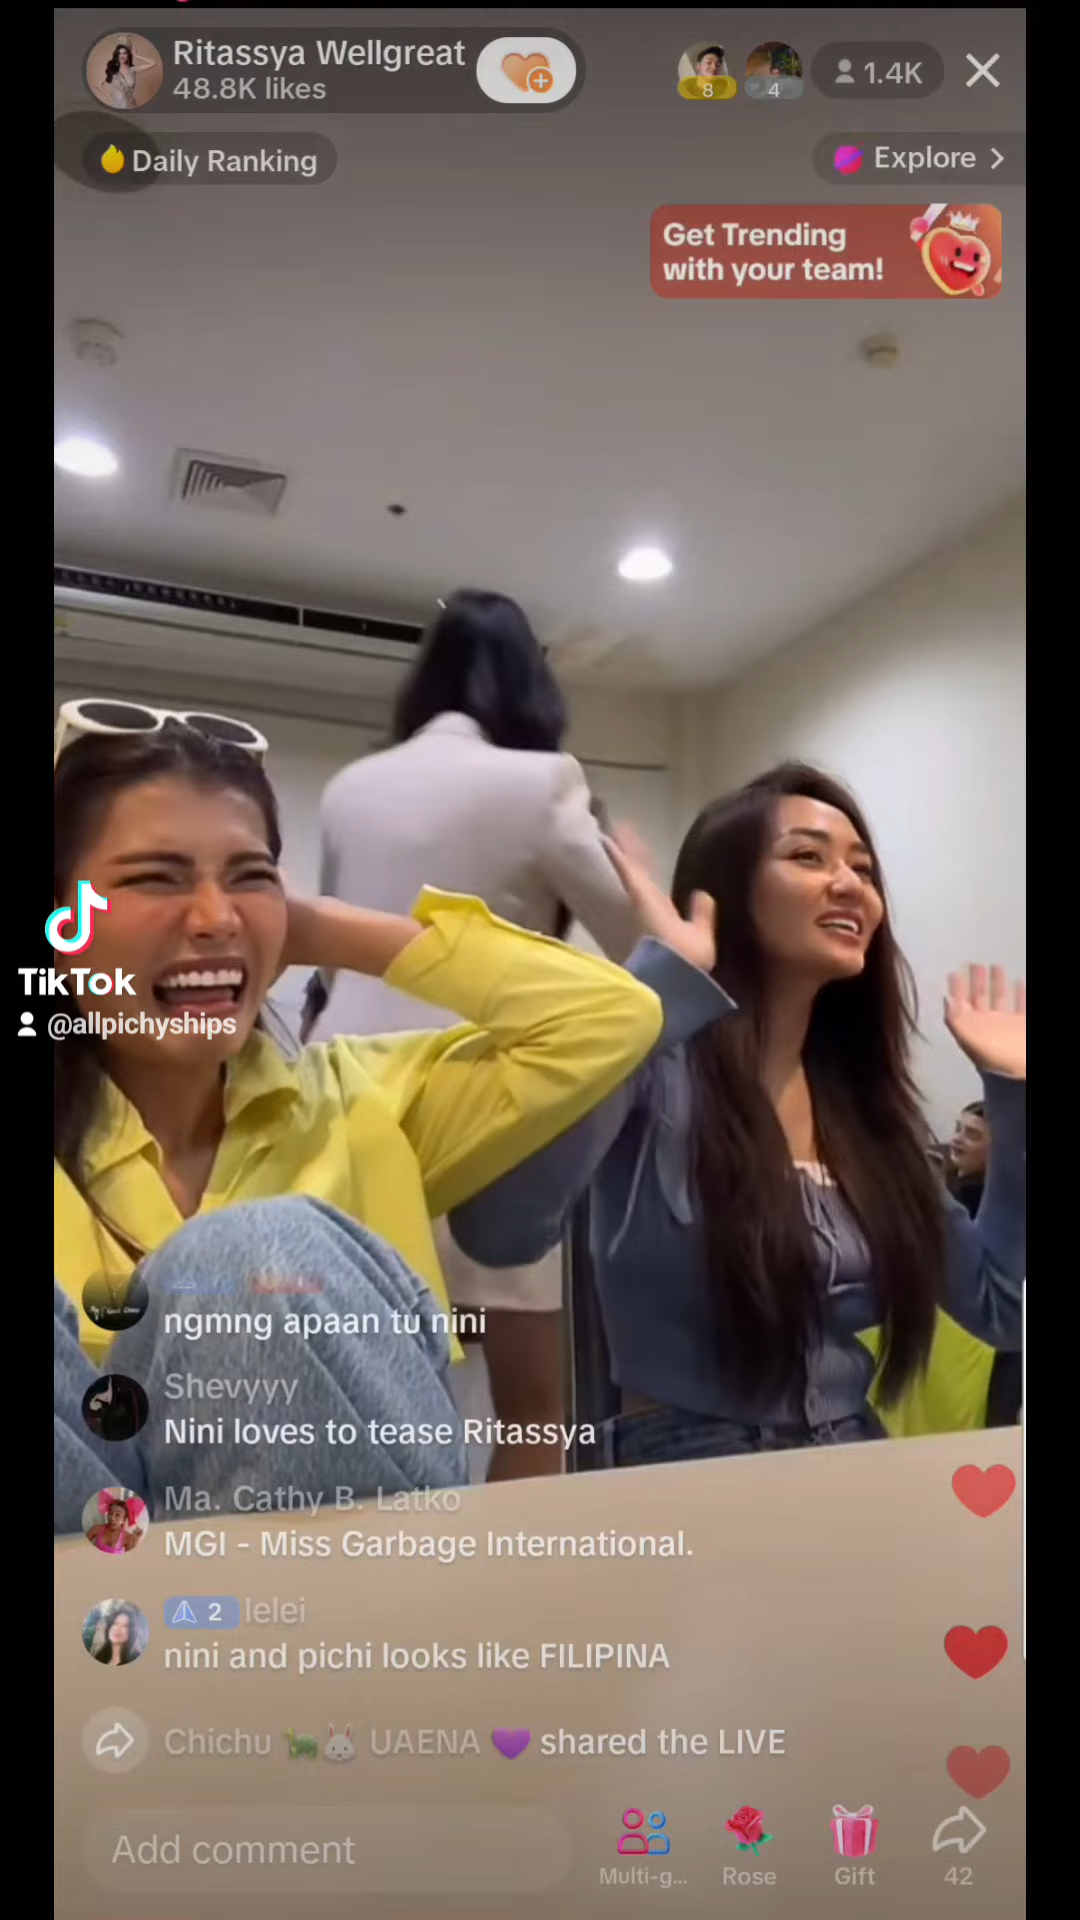 Ritassya Wellgreat
48.8K likes
8
4
1.4K
Daily Ranking
Explore
Get Trending
with your team!
TikTok
@allpichyships
ngmng apaan tu nini
Shevyyy
Nini loves to tease Ritassya
Ma. Cathy B. Latko
MGI - Miss Garbage International.
2 lelei
nini and pichi looks like FILIPINA
Chichu UAENA shared the LIVE
Add comment
Multi-g...
Rose
Gift
42